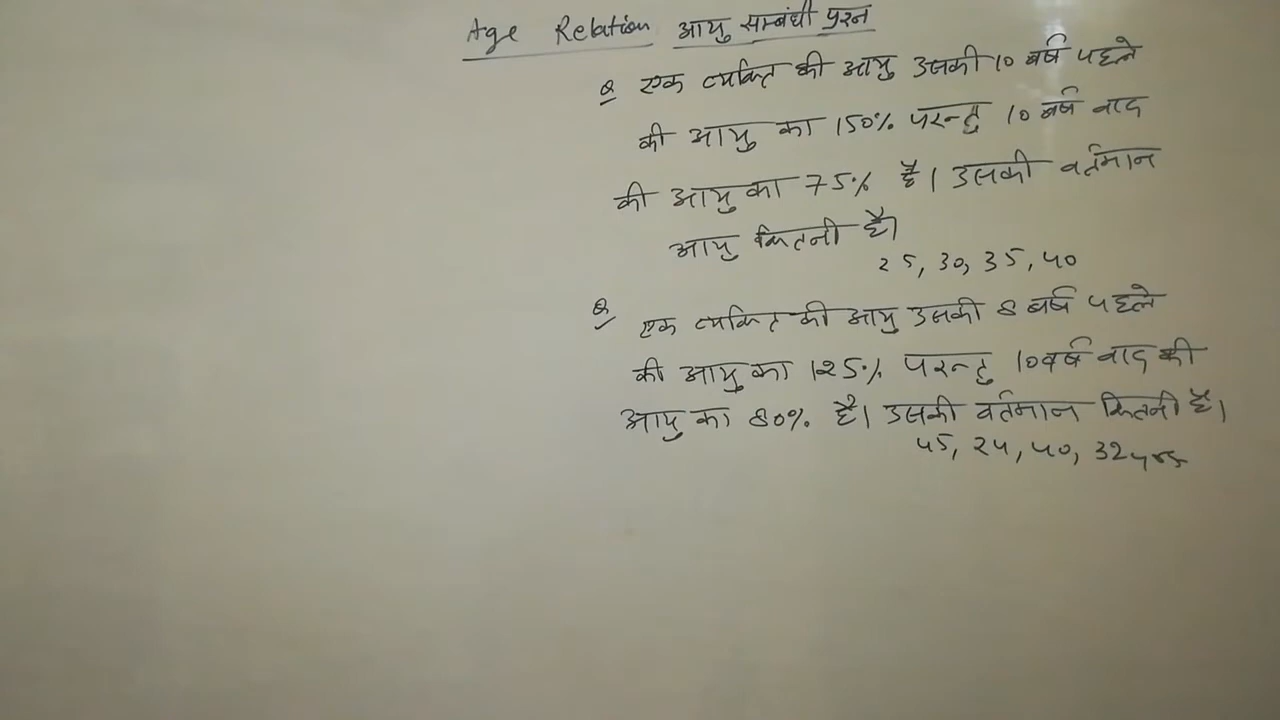 Age Relation आयु सम्बंधी प्रश्न
Q एक व्यक्ति की आयु उसकी 10 वर्ष पहले
की आयु का 150% परन्तु 10 वर्ष बाद
की आयु का 75% है। उसकी वर्तमान
आयु कितनी है।
25, 30, 35, 40
Q एक व्यक्ति की आयु उसकी 8 वर्ष पहले
की आयु का 125% परन्तु 10 वर्ष बाद की
आयु का 80% है। उसकी वर्तमान कितनी है।
45, 24, 40, 32 yrs